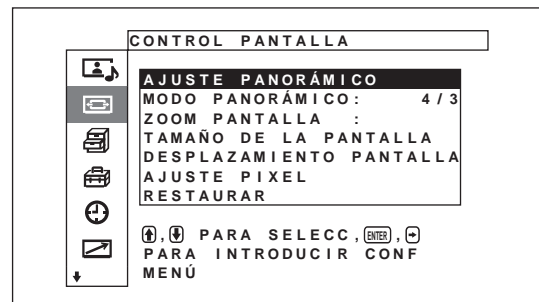 CONTROL PANTALLA
AJUSTE PANORÁMICO
MODO PANORÁMICO: 4/3
ZOOM PANTALLA :
TAMAÑO DE LA PANTALLA
DESPLAZAMIENTO PANTALLA
AJUSTE PIXEL
RESTAURAR
↑,↓ PARA SELECC,ENTER,→
PARA INTRODUCIR CONF
MENÚ